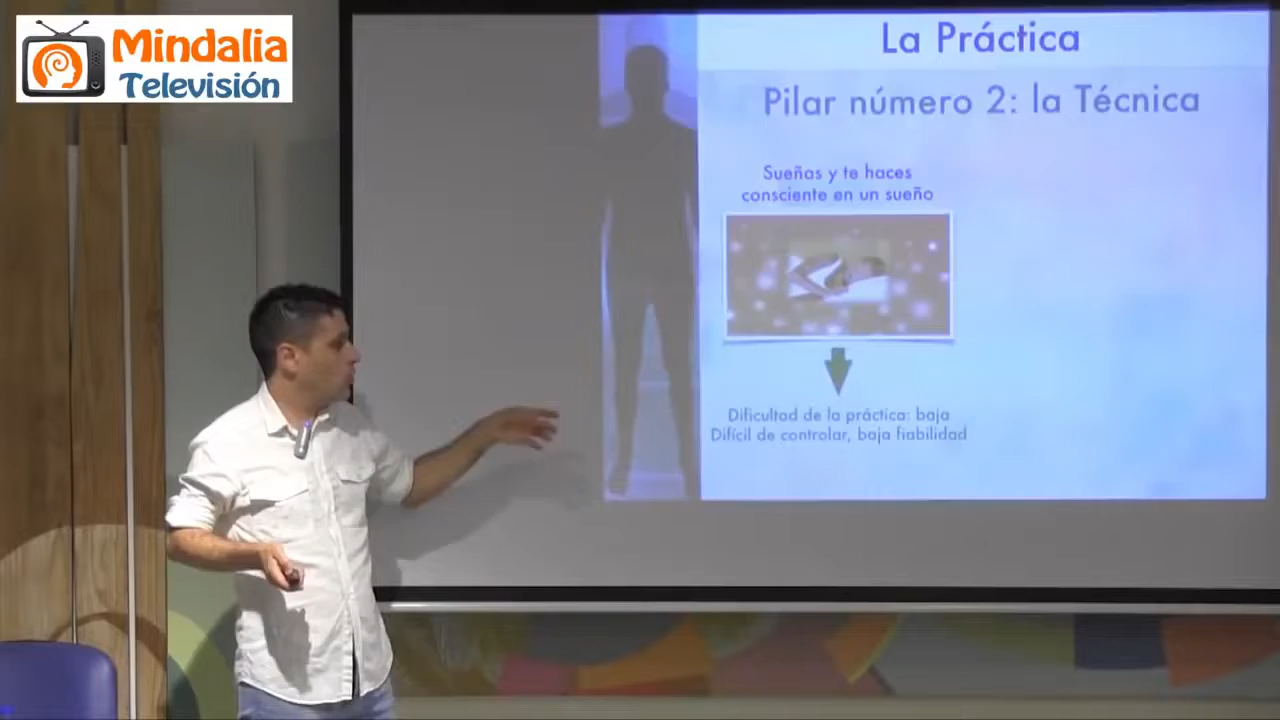 Mindalia
Televisión
La Práctica
Pilar número 2: la Técnica
Sueñas y te haces
consciente en un sueño
Dificultad de la práctica: baja
Difícil de controlar, baja fiabilidad